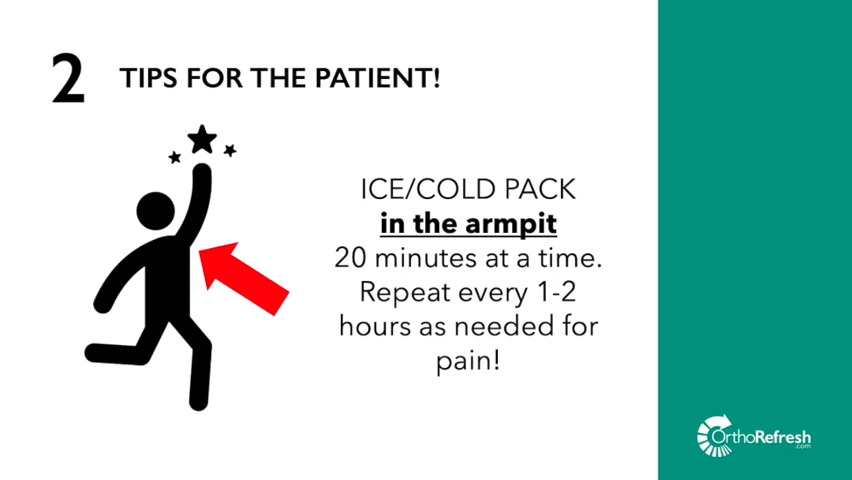 2 TIPS FOR THE PATIENT!
ICE/COLD PACK
in the armpit
20 minutes at a time.
Repeat every 1-2
hours as needed for
pain!
OrthoRefresh
.com